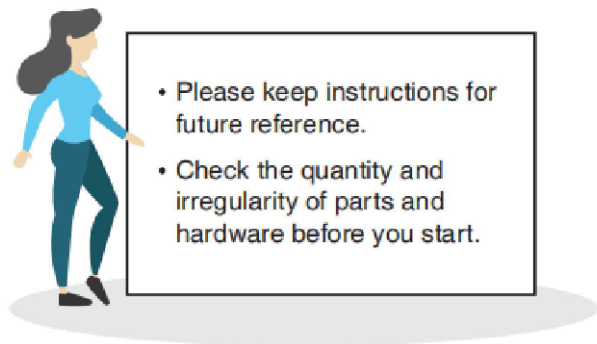 • Please keep instructions for
future reference.
• Check the quantity and
irregularity of parts and
hardware before you start.